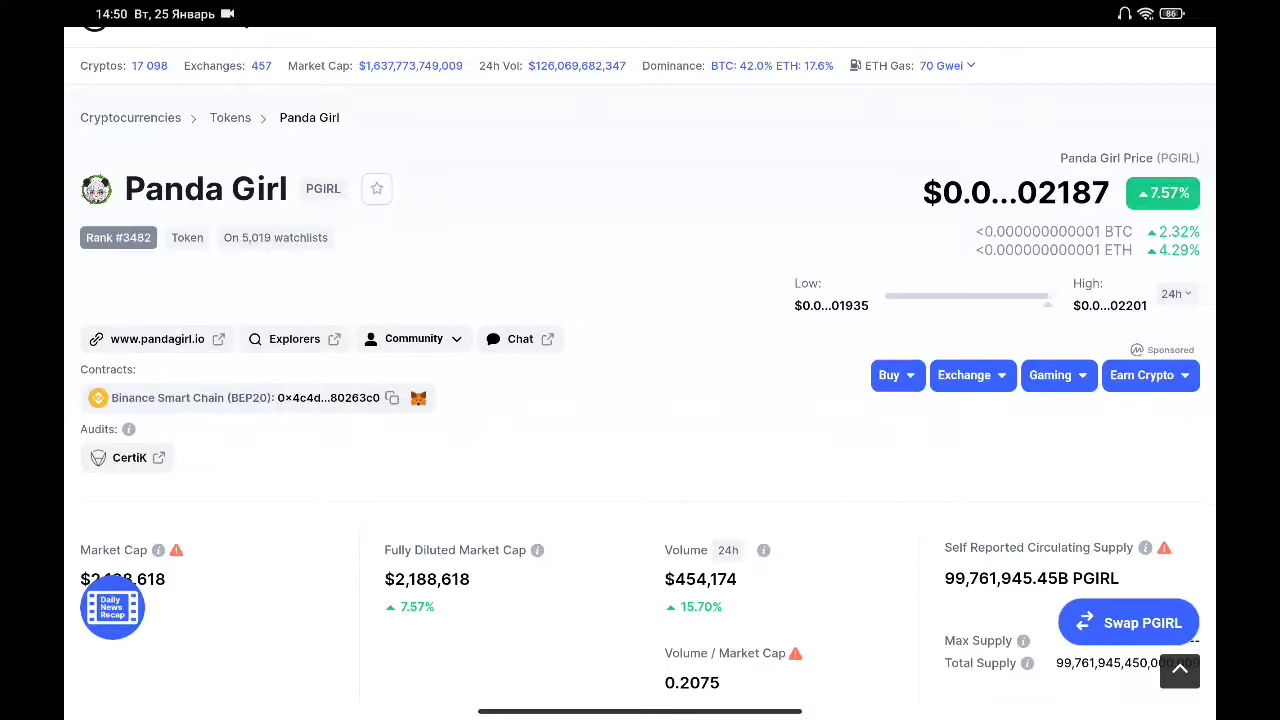 14:50 Вт, 25 Январь
86
Cryptos: 17 098 Exchanges: 457 Market Cap: $1,637,773,749,009 24h Vol: $126,069,682,347 Dominance: BTC: 42.0% ETH: 17.6% ETH Gas: 70 Gwei
Cryptocurrencies > Tokens > Panda Girl
Panda Girl Price (PGIRL)
Panda Girl PGIRL
$0.0...02187 7.57%
<0.000000000001 BTC 2.32%
Rank #3482 Token On 5,019 watchlists
<0.000000000001 ETH 4.29%
Low: High:
$0.0...01935 $0.0...02201 24h
www.pandagirl.io Explorers Community Chat
Sponsored
Contracts:
Buy Exchange Gaming Earn Crypto
Binance Smart Chain (BEP20): 0x4c4d...80263c0
Audits:
CertiK
Market Cap Fully Diluted Market Cap Volume 24h Self Reported Circulating Supply
$2,188,618 $454,174 99,761,945.45B PGIRL
7.57% 15.70%
Daily
News
Recap
Swap PGIRL
Max Supply --
Volume / Market Cap
Total Supply
0.2075